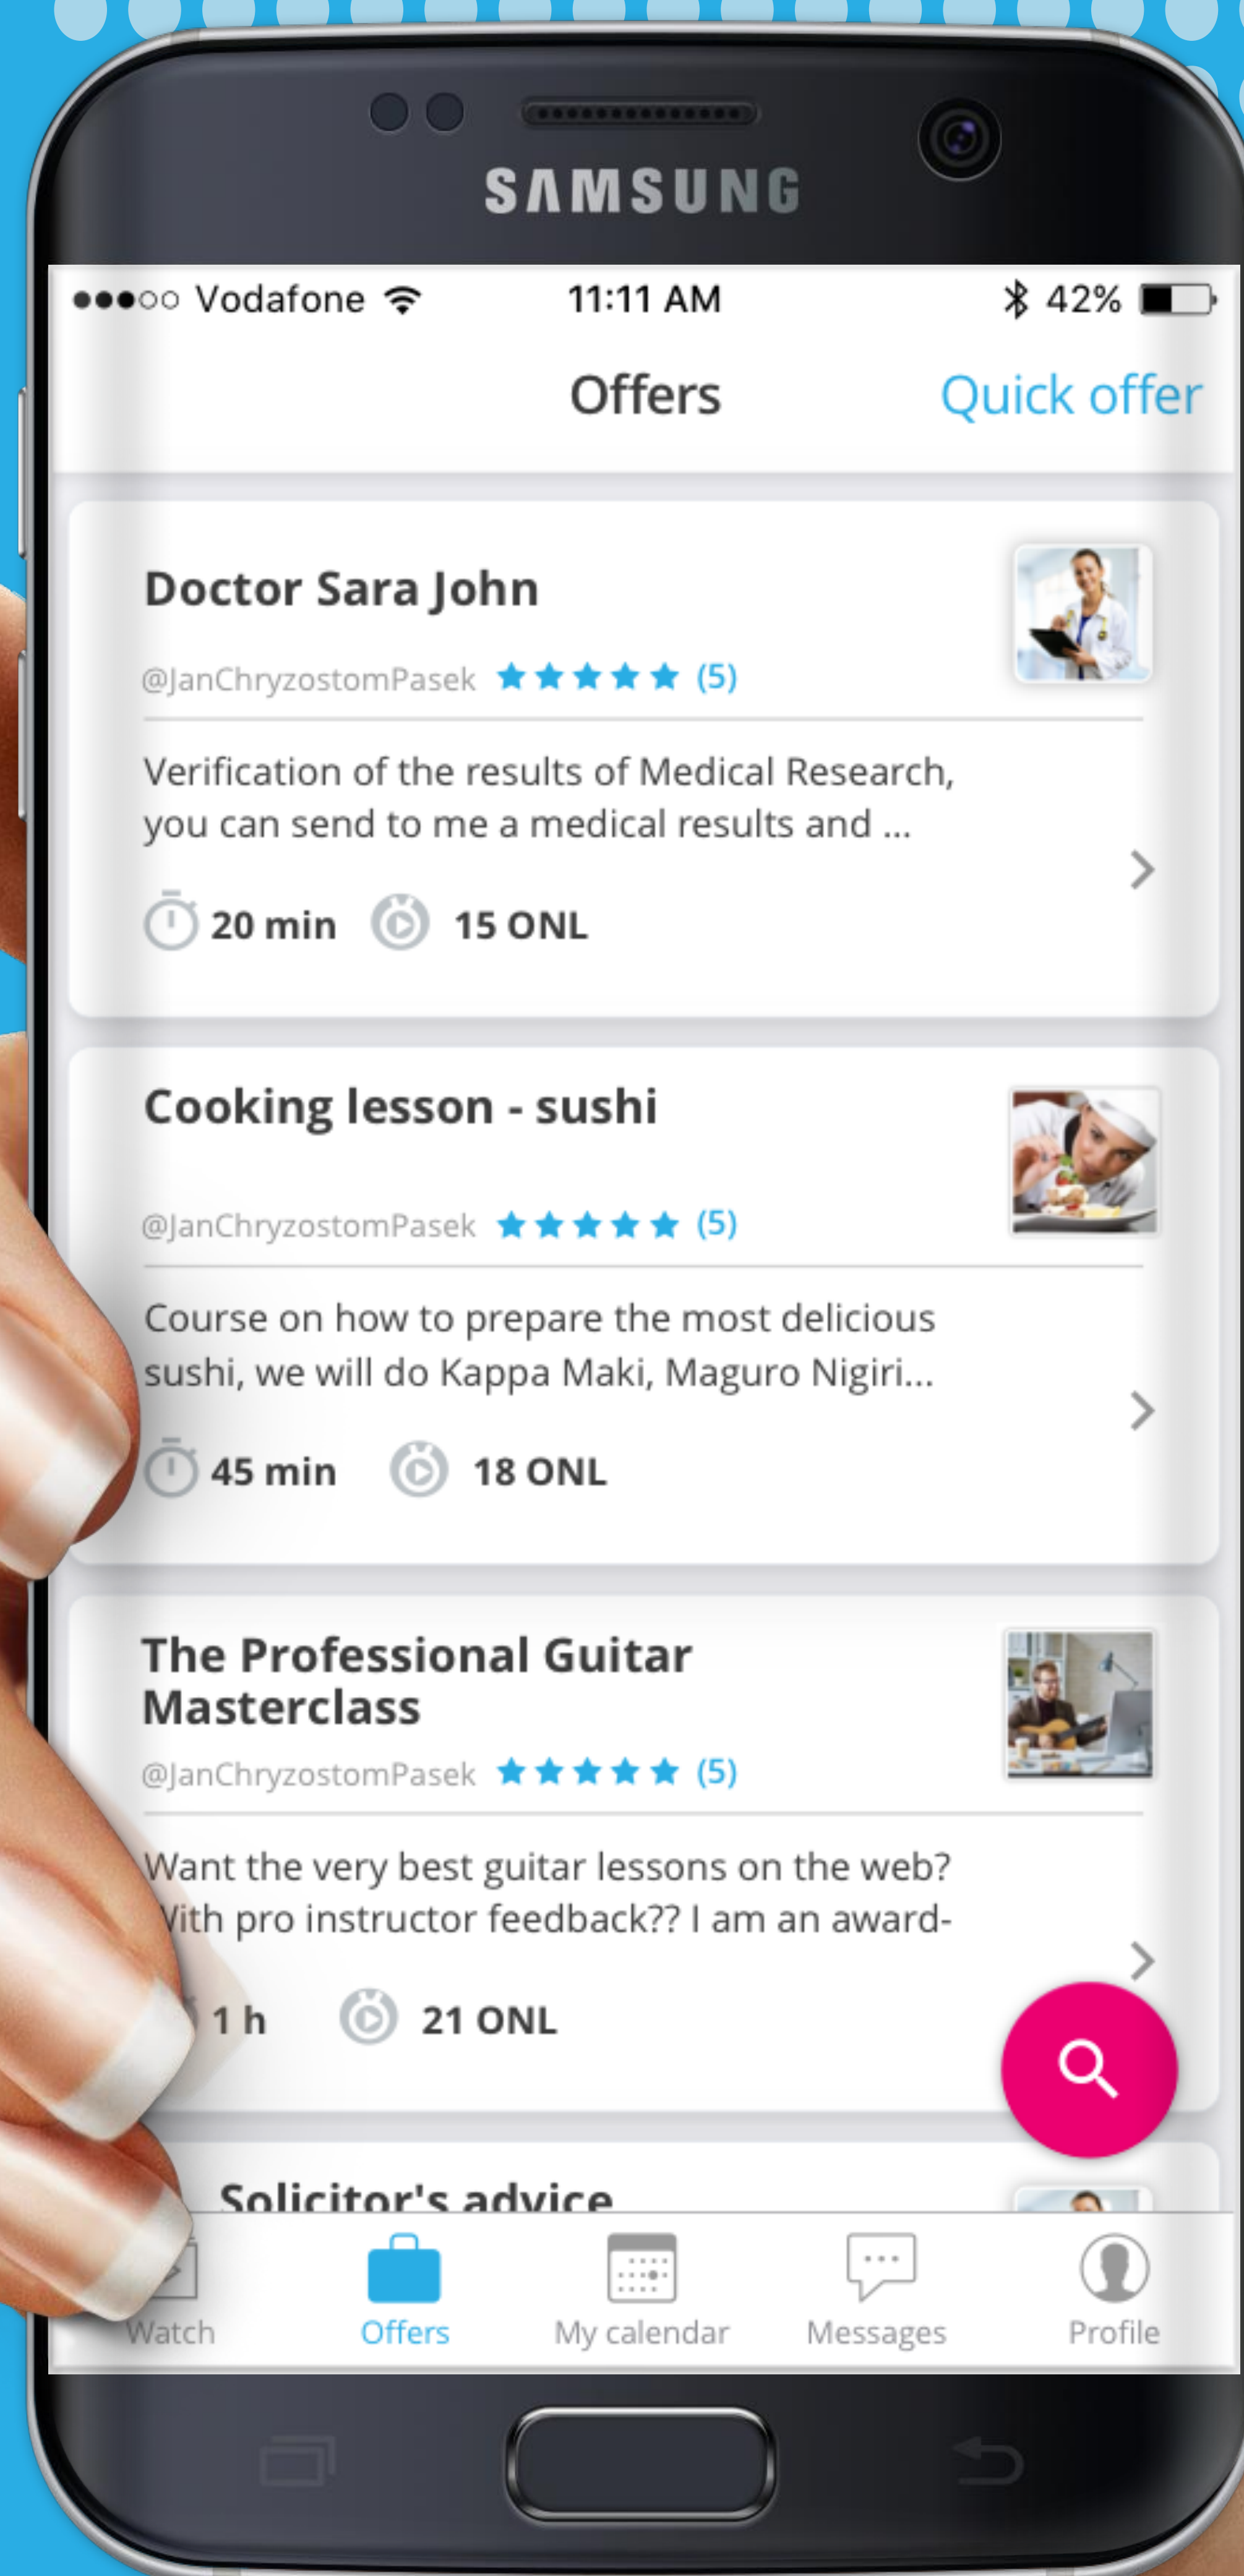 SAMSUNG
Vodafone 11:11 AM 42%
Offers Quick offer
Doctor Sara John
@JanChryzostomPasek (5)
Verification of the results of Medical Research,
you can send to me a medical results and ...
20 min 15 ONL
Cooking lesson - sushi
@JanChryzostomPasek (5)
Course on how to prepare the most delicious
sushi, we will do Kappa Maki, Maguro Nigiri...
45 min 18 ONL
The Professional Guitar
Masterclass
@JanChryzostomPasek (5)
Want the very best guitar lessons on the web?
With pro instructor feedback?? I am an award-
1 h 21 ONL
Solicitor's advice
Watch Offers My calendar Messages Profile